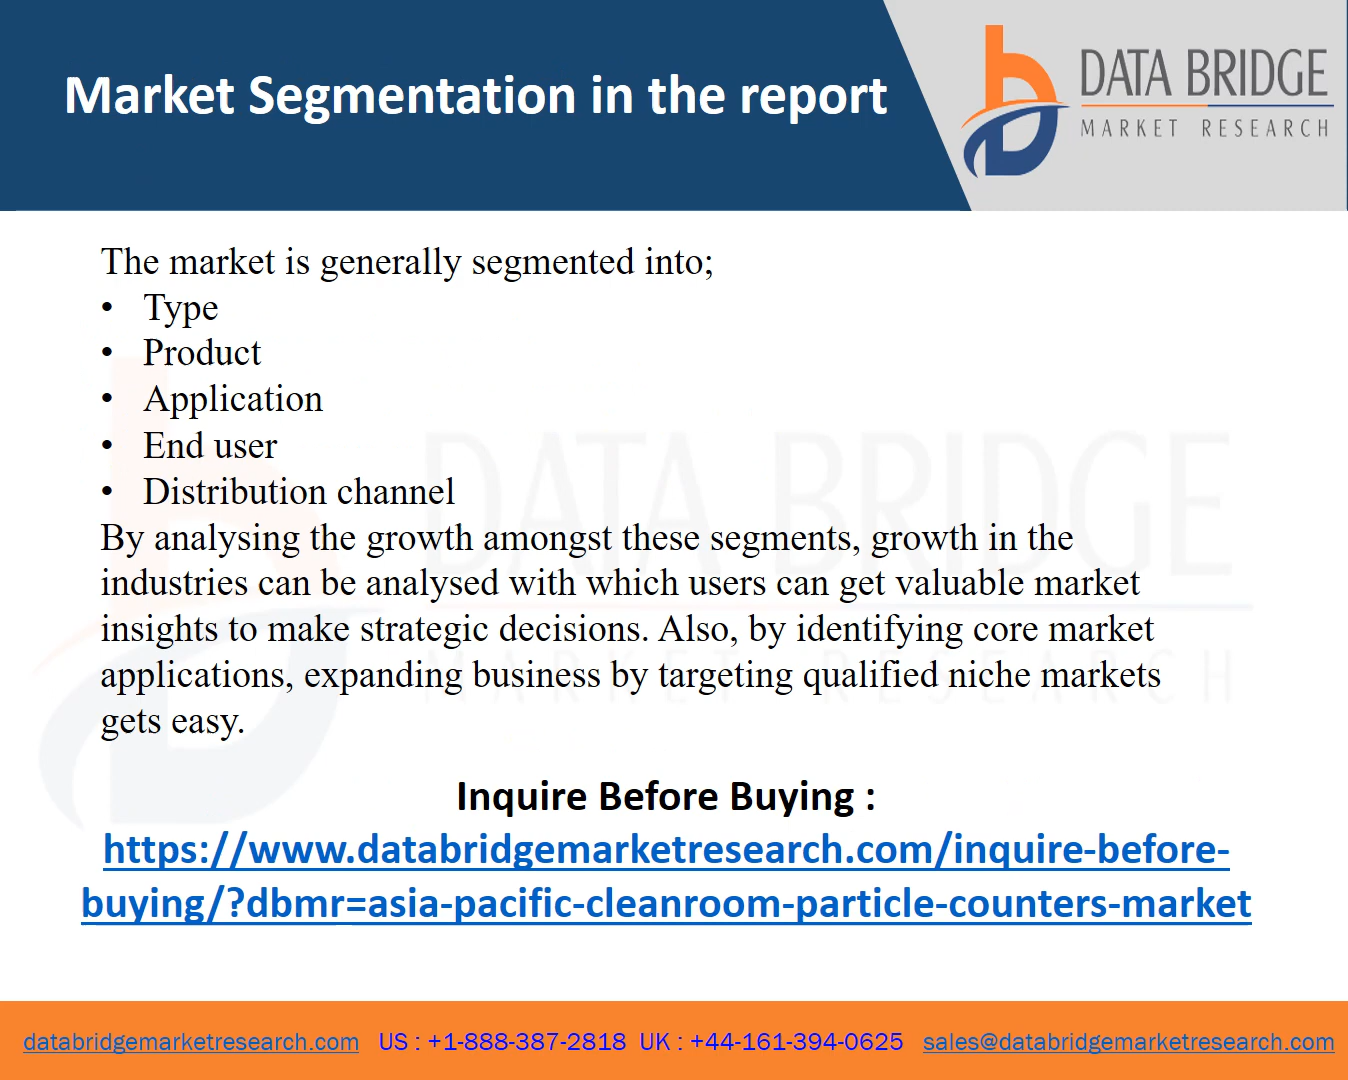 Market Segmentation in the report
DATA BRIDGE
MARKET RESEARCH
The market is generally segmented into;
• Type
• Product
• Application
• End user
• Distribution channel
By analysing the growth amongst these segments, growth in the
industries can be analysed with which users can get valuable market
insights to make strategic decisions. Also, by identifying core market
applications, expanding business by targeting qualified niche markets
gets easy.
DATA BRIDGE
MARKET RESEARCH
Inquire Before Buying :
https://www.databridgemarketresearch.com/inquire-before-
buying/?dbmr=asia-pacific-cleanroom-particle-counters-market
databridgemarketresearch.com US : +1-888-387-2818 UK : +44-161-394-0625 sales@databridgemarketresearch.com